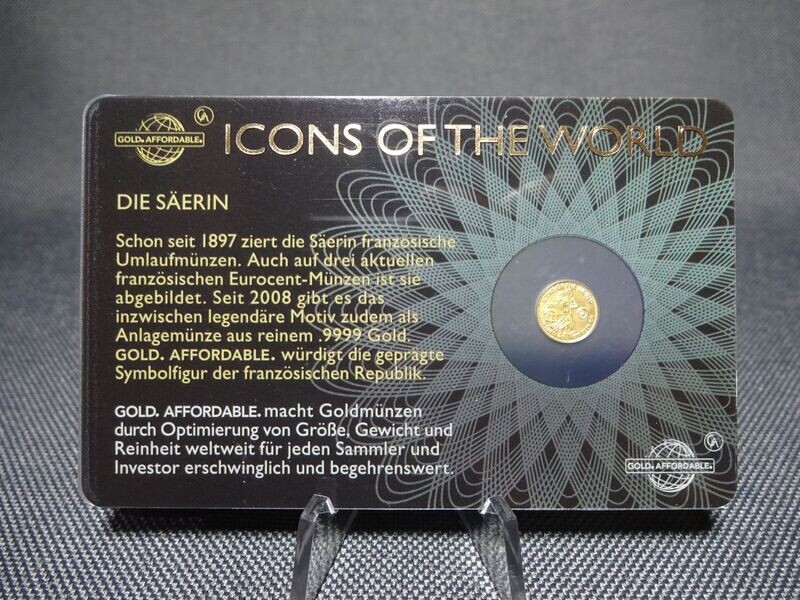 GOLD. AFFORDABLE.
ICONS OF THE WORLD
DIE SÄERIN
Schon seit 1897 ziert die Säerin französische
Umlaufmünzen. Auch auf drei aktuellen
französischen Eurocent-Münzen ist sie
abgebildet. Seit 2008 gibt es das
inzwischen legendäre Motiv zudem als
Anlagemünze aus reinem .9999 Gold.
GOLD. AFFORDABLE. würdigt die geprägte
Symbolfigur der französischen Republik.
GOLD. AFFORDABLE. macht Goldmünzen
durch Optimierung von Größe, Gewicht und
Reinheit weltweit für jeden Sammler und
Investor erschwinglich und begehrenswert.
GOLD. AFFORDABLE.